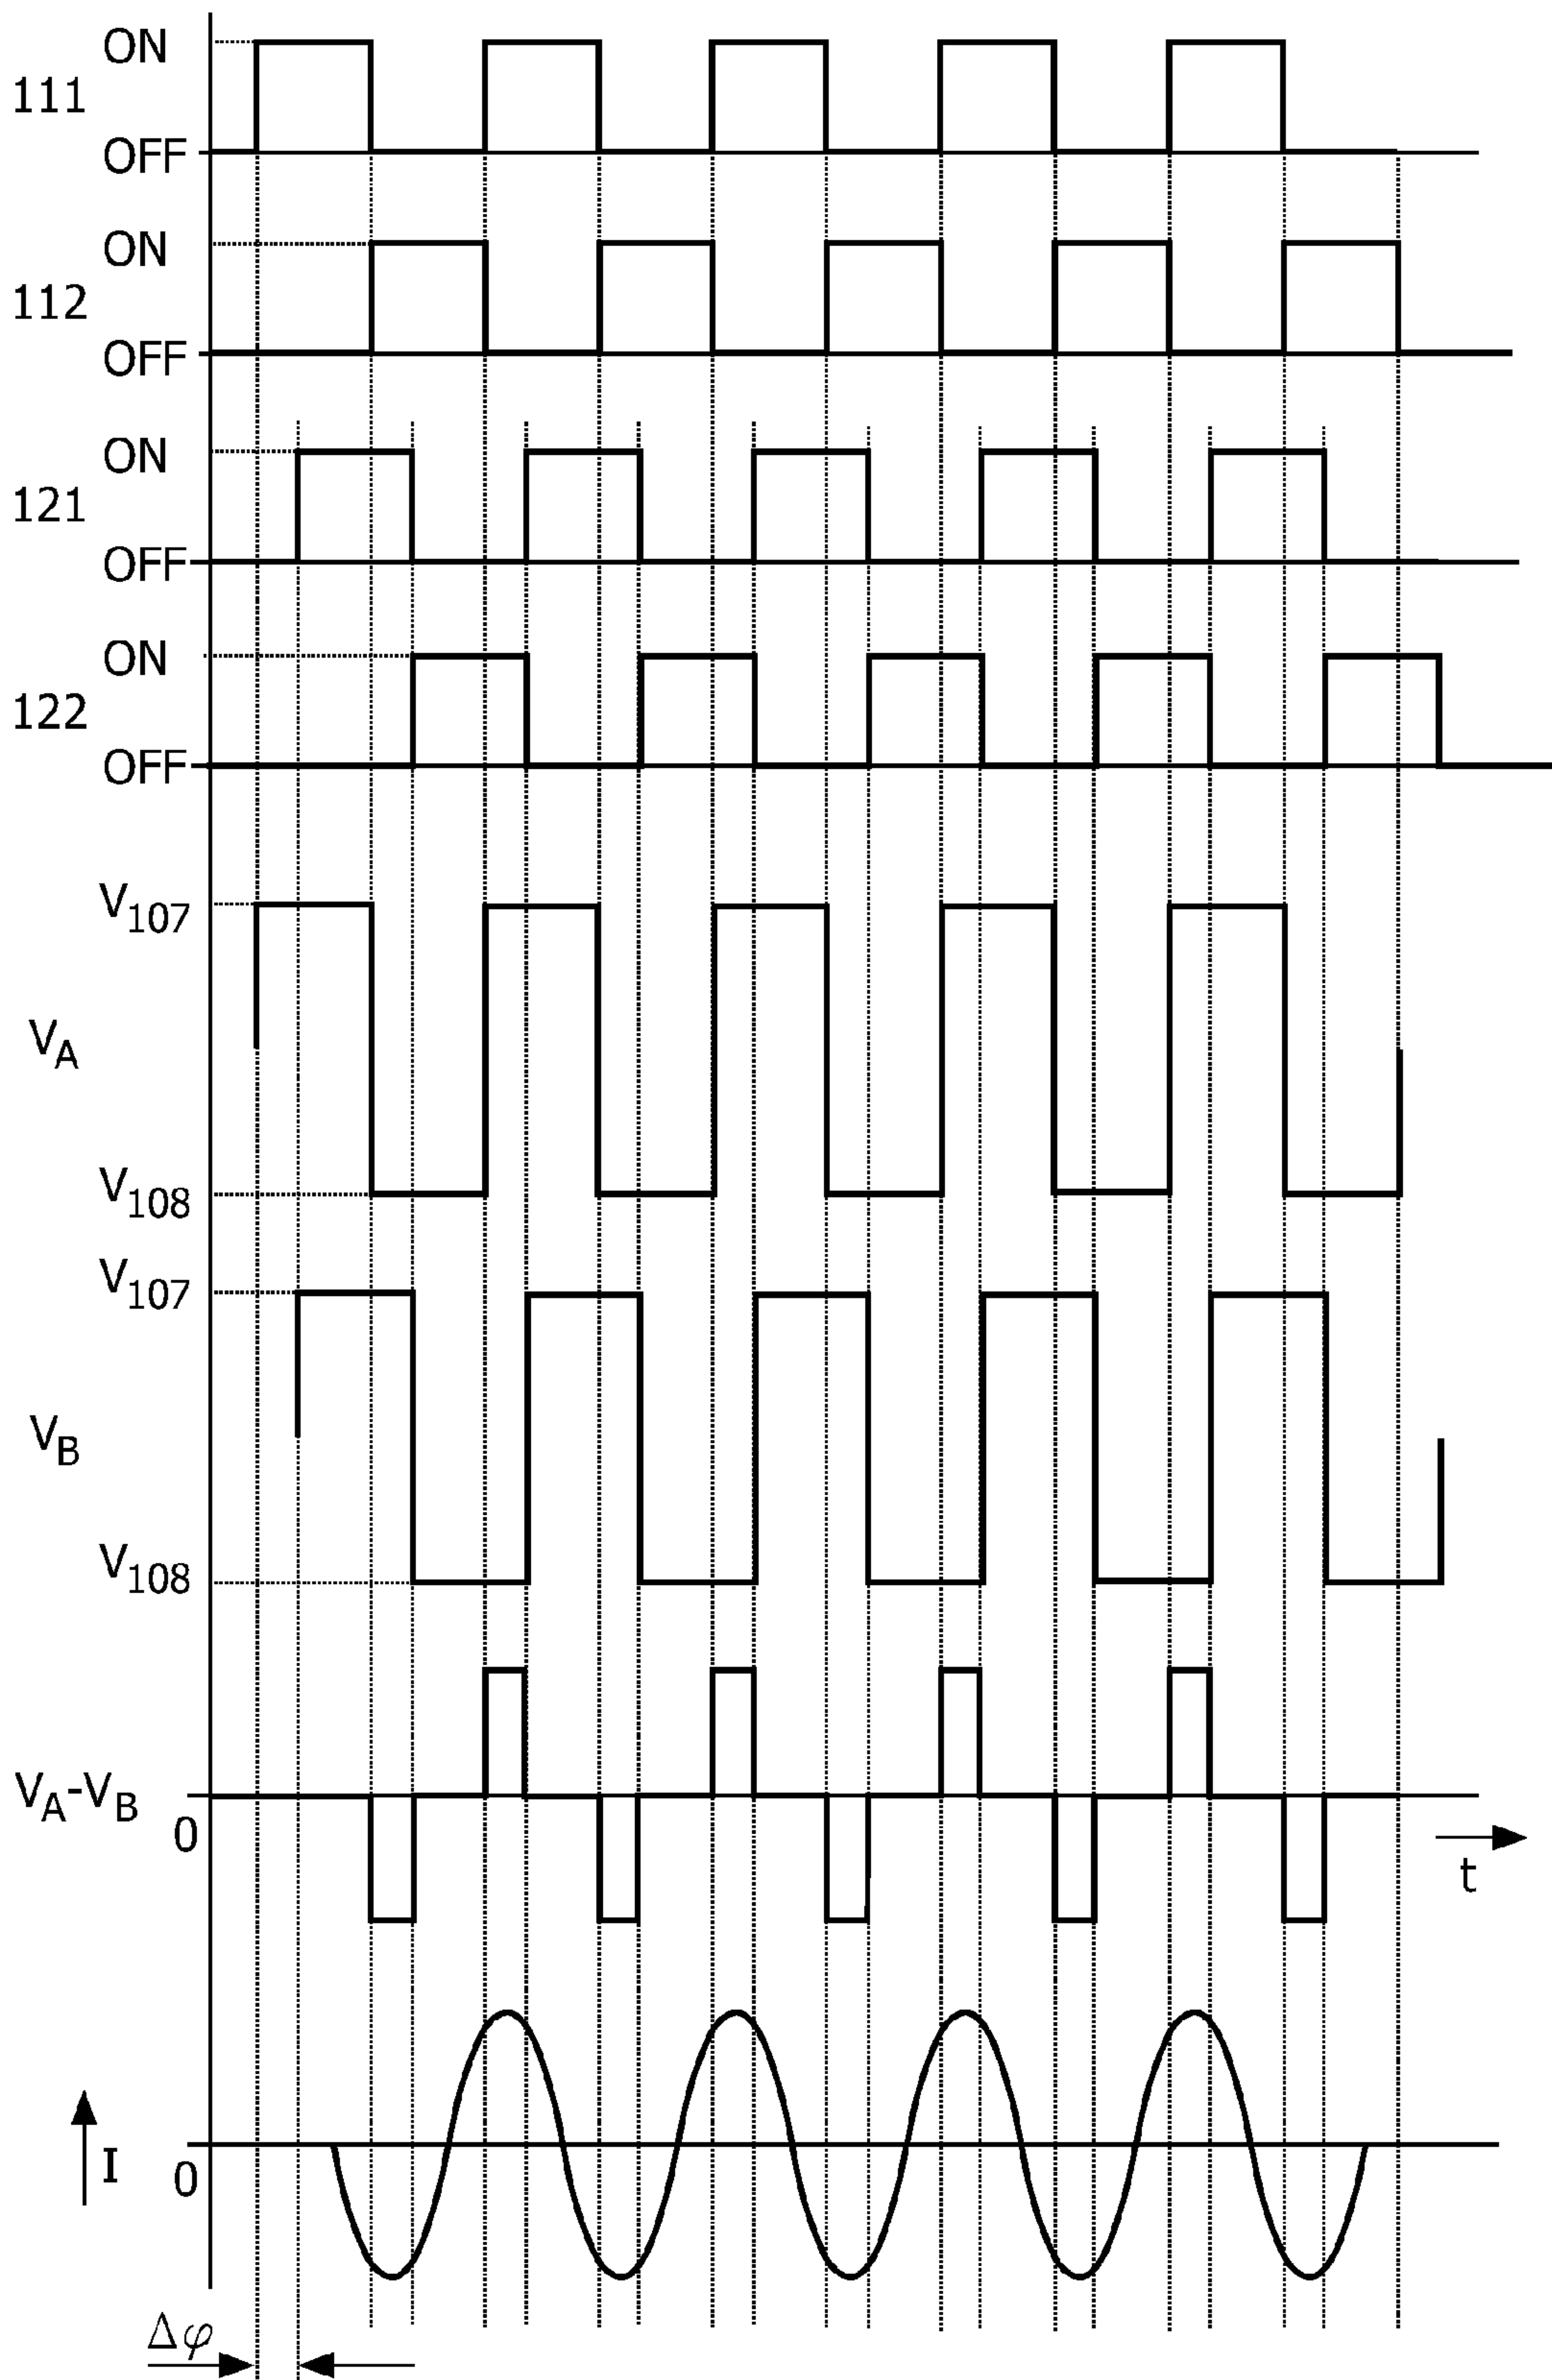 ON
111
OFF
ON
112
OFF
ON
121
OFF
ON
122
OFF
V107
VA
V108
V107
VB
V108
VA-VB
0
t
I
0
Δφ